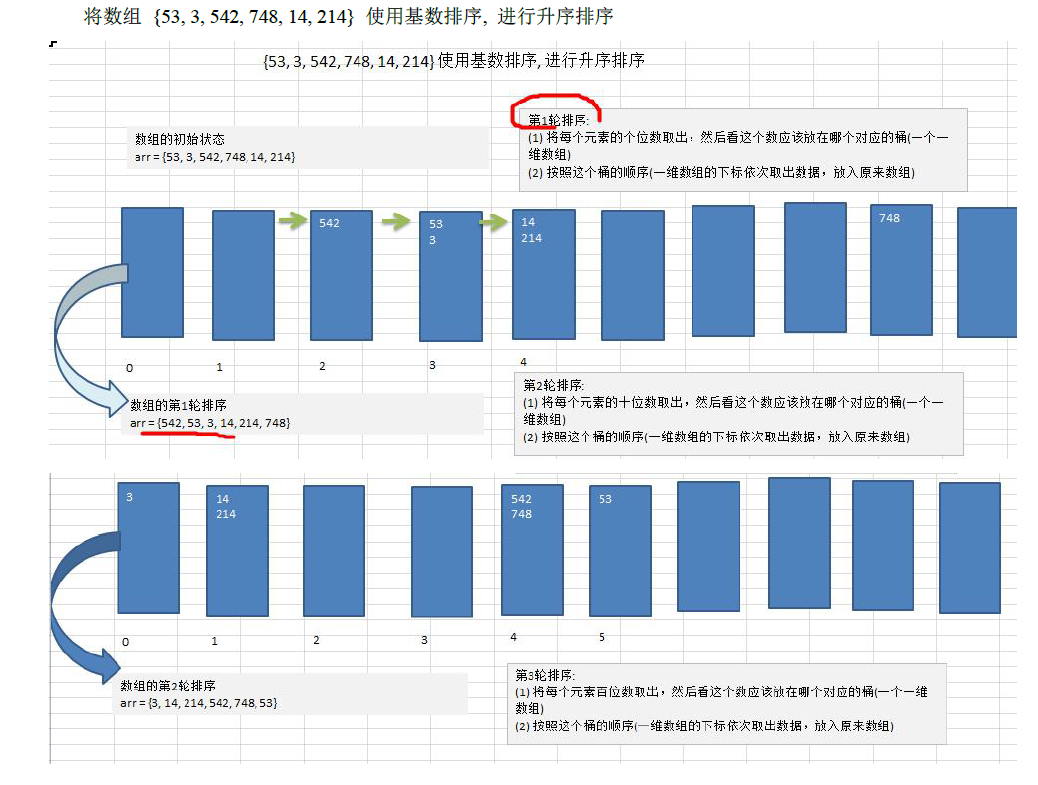 将数组 {53, 3, 542, 748, 14, 214} 使用基数排序, 进行升序排序
{53, 3, 542, 748, 14, 214} 使用基数排序, 进行升序排序
数组的初始状态
arr = {53, 3, 542, 748, 14, 214}
第1轮排序:
(1) 将每个元素的个位数取出，然后看这个数应该放在哪个对应的桶(一个一
维数组)
(2) 按照这个桶的顺序(一维数组的下标依次取出数据，放入原来数组)
542
53
3
14
214
748
0
1
2
3
4
数组的第1轮排序
arr = {542, 53, 3, 14, 214, 748}
第2轮排序:
(1) 将每个元素的十位数取出，然后看这个数应该放在哪个对应的桶(一个一
维数组)
(2) 按照这个桶的顺序(一维数组的下标依次取出数据，放入原来数组)
3
14
214
542
748
53
0
1
2
3
4
5
数组的第2轮排序
arr = {3, 14, 214, 542, 748, 53}
第3轮排序:
(1) 将每个元素百位数取出，然后看这个数应该放在哪个对应的桶(一个一维
数组)
(2) 按照这个桶的顺序(一维数组的下标依次取出数据，放入原来数组)